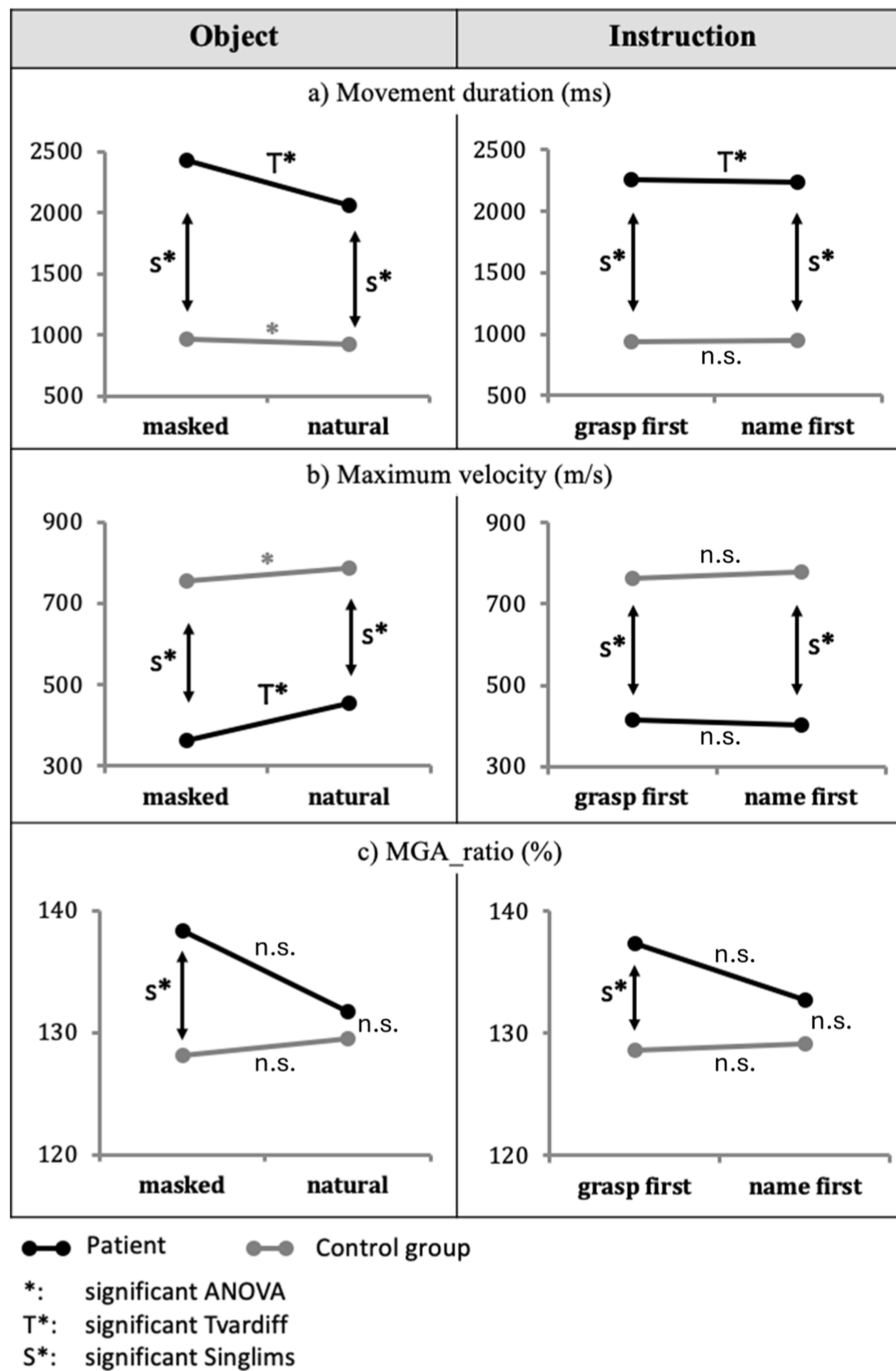 Object Instruction
a) Movement duration (ms)
2500 2500
T* T*
2000 2000
s* s* s* s*
1500 1500
1000 * 1000
n.s.
500 500
masked natural grasp first name first
b) Maximum velocity (m/s)
900 900
* n.s.
700 700
s* s* s* s*
500 T* 500
n.s.
300 300
masked natural grasp first name first
c) MGA_ratio (%)
140 140
n.s. n.s.
s* s*
130 n.s. 130 n.s.
n.s. n.s.
120 120
masked natural grasp first name first
Patient Control group
*: significant ANOVA
T*: significant Tvardiff
S*: significant Singlims